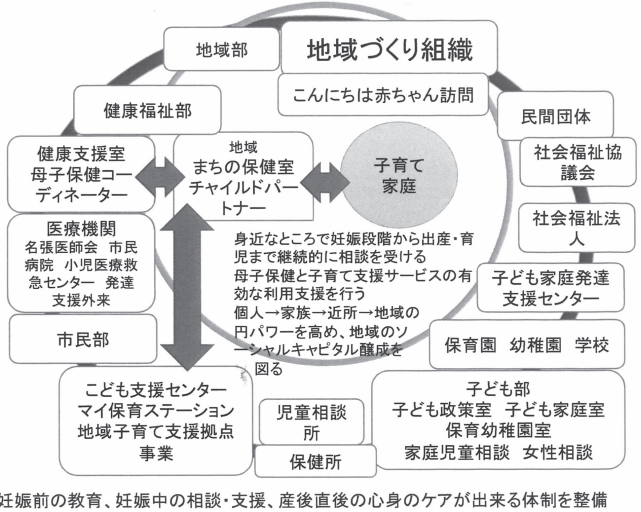 地域部
地域づくり組織
こんにちは赤ちゃん訪問
健康福祉部
民間団体
健康支援室
母子保健コー
ディネーター
地域
まちの保健室
チャイルドパー
トナー
子育て
家庭
社会福祉協
議会
社会福祉法
人
医療機関
名張医師会 市民
病院 小児医療救
急センター 発達
支援外来
身近なところで妊娠段階から出産・育
児まで継続的に相談を受ける
母子保健と子育て支援サービスの有
効な利用支援を行う
個人→家族→近所→地域の
円パワーを高め、地域のソ
ーシャルキャピタル醸成を
図る
子ども家庭発達
支援センター
市民部
保育園 幼稚園 学校
こども支援センター
マイ保育ステーション
地域子育て支援拠点
事業
児童相談
所
保健所
子ども部
子ども政策室 子ども家庭室
保育幼稚園室
家庭児童相談 女性相談
妊娠前の教育、妊娠中の相談・支援、産後直後の心身のケアが出来る体制を整備